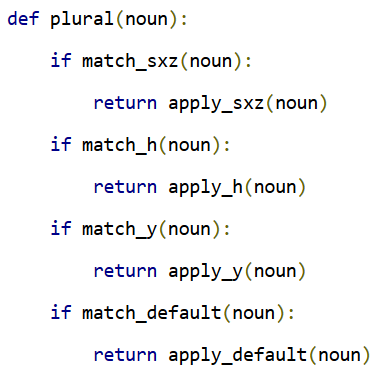 def plural(noun):
    if match_sxz(noun):
        return apply_sxz(noun)
    if match_h(noun):
        return apply_h(noun)
    if match_y(noun):
        return apply_y(noun)
    if match_default(noun):
        return apply_default(noun)